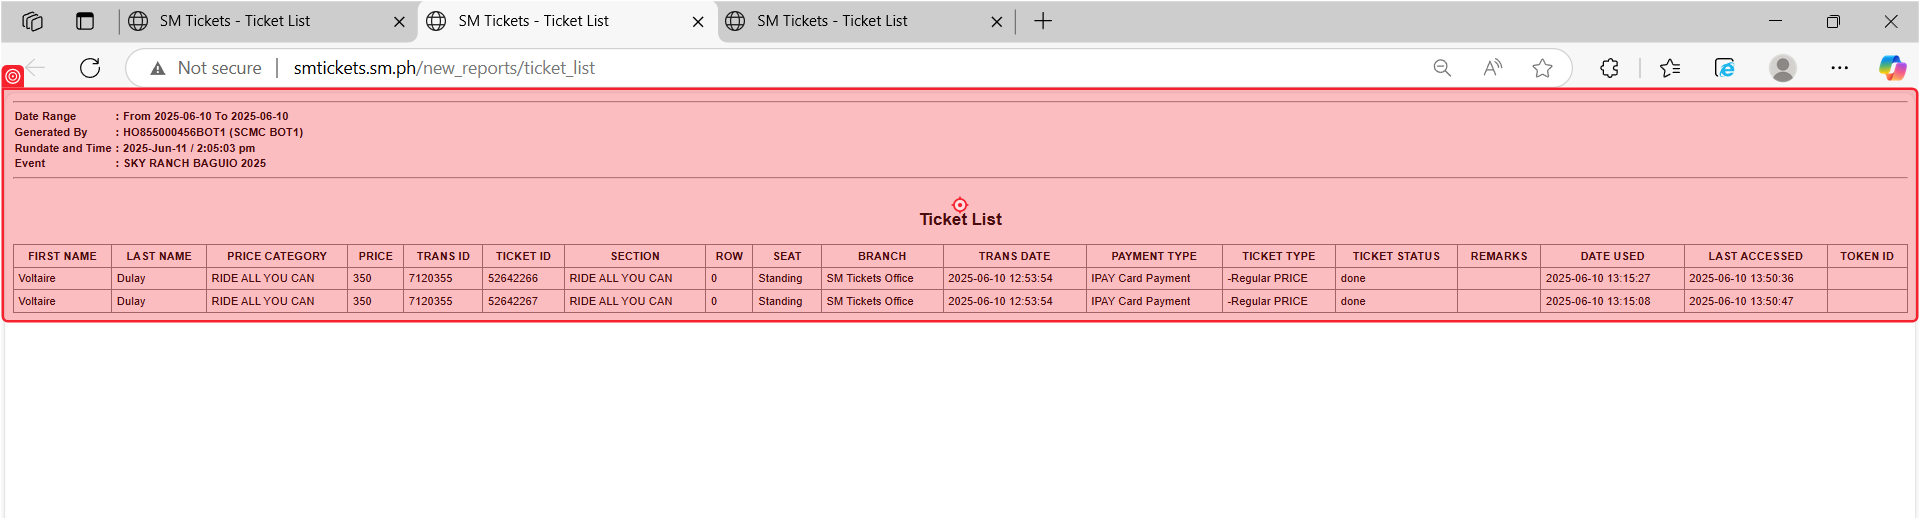 SM Tickets - Ticket List
SM Tickets - Ticket List
SM Tickets - Ticket List
Not secure
smtickets.sm.ph/new_reports/ticket_list
Date Range : From 2025-06-10 To 2025-06-10
Generated By : HO855000456BOT1 (SCMC BOT1)
Rundate and Time : 2025-Jun-11 / 2:05:03 pm
Event : SKY RANCH BAGUIO 2025
Ticket List
FIRST NAME LAST NAME PRICE CATEGORY PRICE TRANS ID TICKET ID SECTION ROW SEAT BRANCH TRANS DATE PAYMENT TYPE TICKET TYPE TICKET STATUS REMARKS DATE USED LAST ACCESSED TOKEN ID
Voltaire Dulay RIDE ALL YOU CAN 350 7120355 52642266 RIDE ALL YOU CAN 0 Standing SM Tickets Office 2025-06-10 12:53:54 IPAY Card Payment -Regular PRICE done 2025-06-10 13:15:27 2025-06-10 13:50:36
Voltaire Dulay RIDE ALL YOU CAN 350 7120355 52642267 RIDE ALL YOU CAN 0 Standing SM Tickets Office 2025-06-10 12:53:54 IPAY Card Payment -Regular PRICE done 2025-06-10 13:15:08 2025-06-10 13:50:47